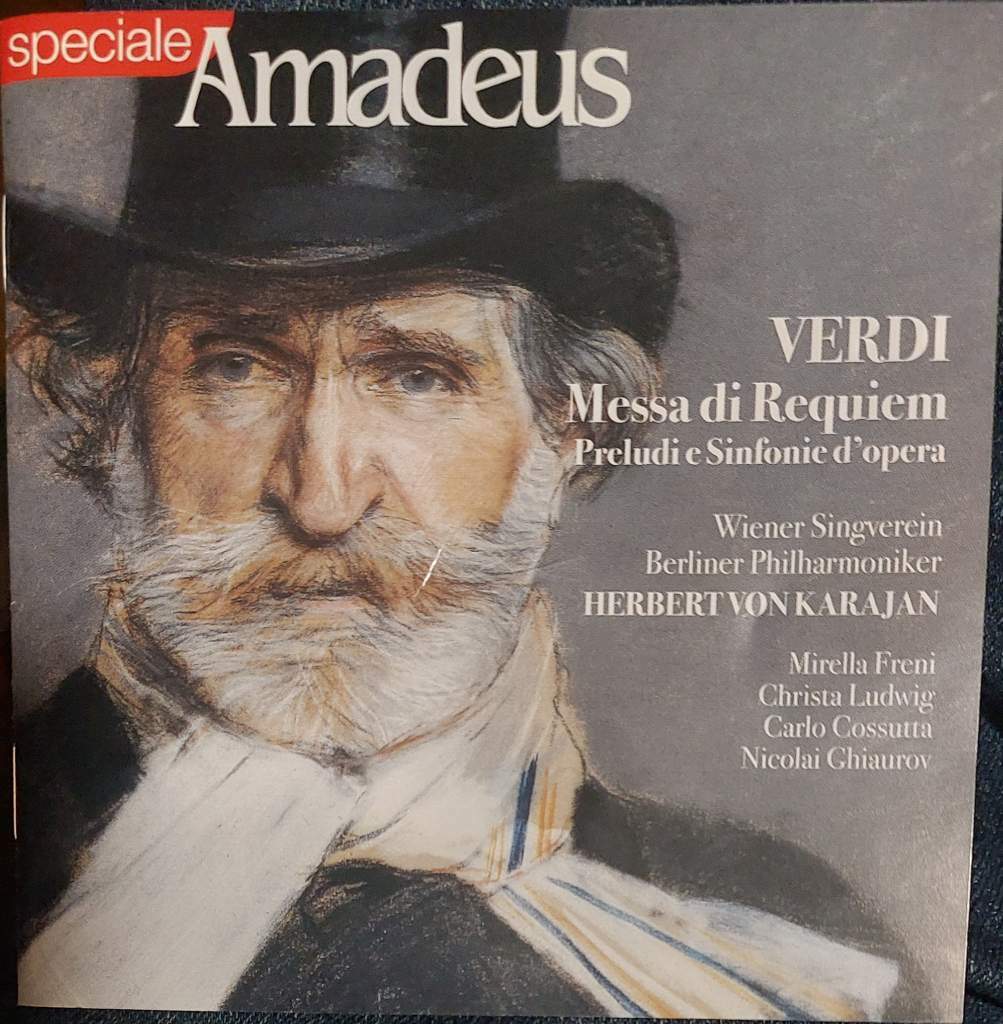 speciale
Amadeus
VERDI
Messa di Requiem
Preludi e Sinfonie d'opera
Wiener Singverein
Berliner Philharmoniker
HERBERT VON KARAJAN
Mirella Freni
Christa Ludwig
Carlo Cossutta
Nicolai Ghiaurov